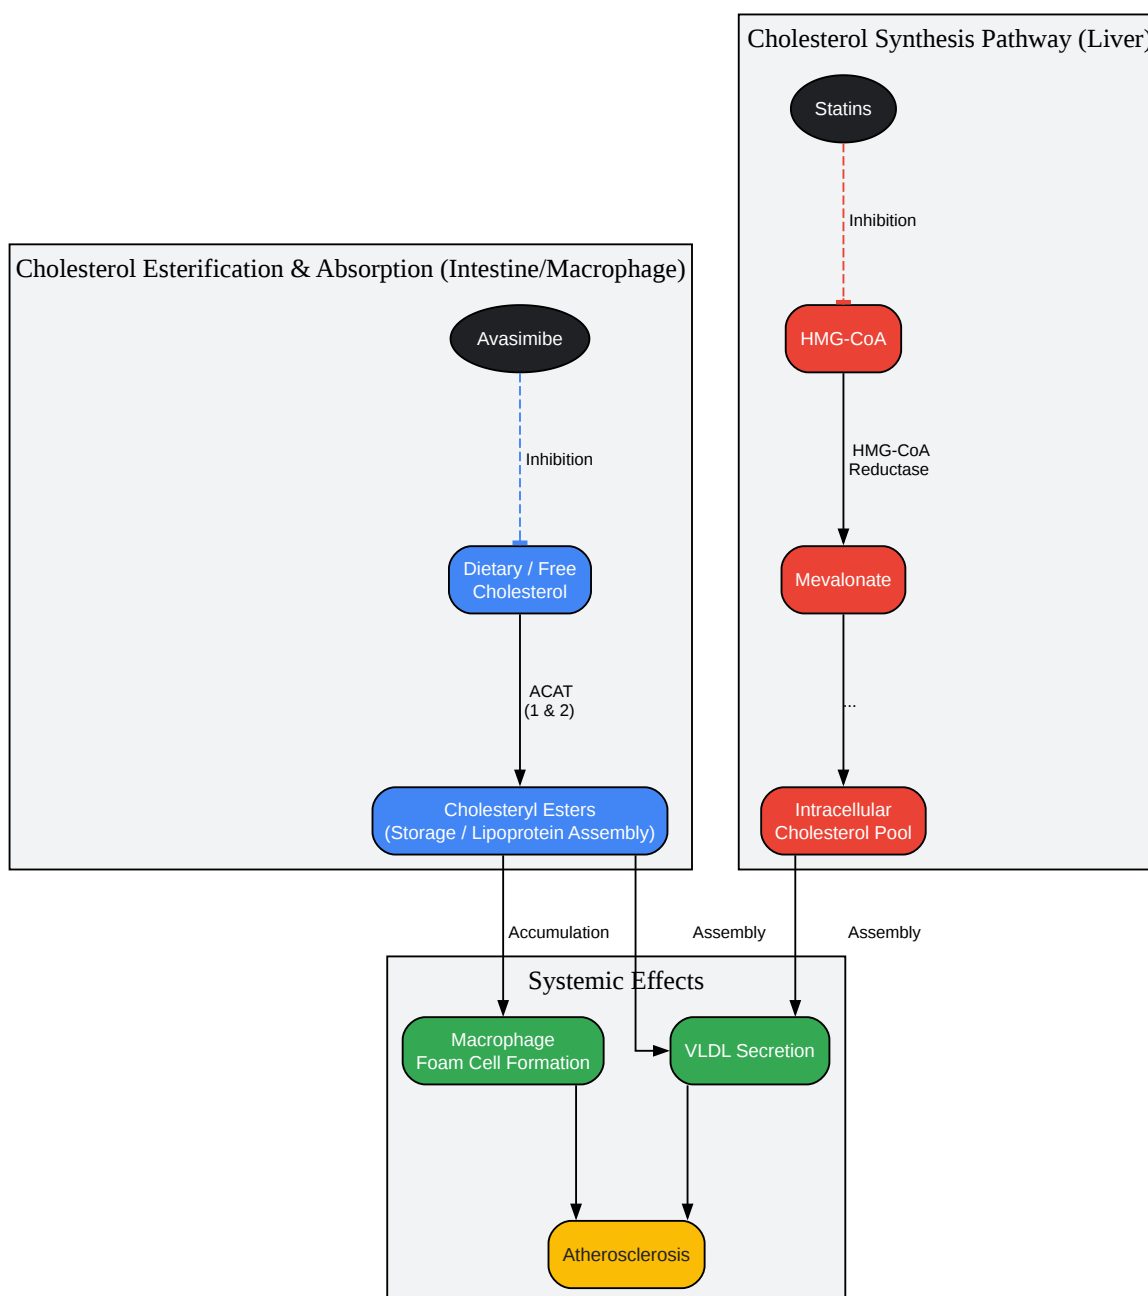 Cholesterol Synthesis Pathway (Liver)
Statins
Inhibition
Cholesterol Esterification & Absorption (Intestine/Macrophage)
Avasimibe
HMG-CoA
Inhibition
HMG-CoA
Reductase
Dietary / Free
Cholesterol
Mevalonate
ACAT
(1 & 2)
...
Cholesteryl Esters
(Storage / Lipoprotein Assembly)
Intracellular
Cholesterol Pool
Accumulation
Assembly
Assembly
Systemic Effects
Macrophage
Foam Cell Formation
VLDL Secretion
Atherosclerosis